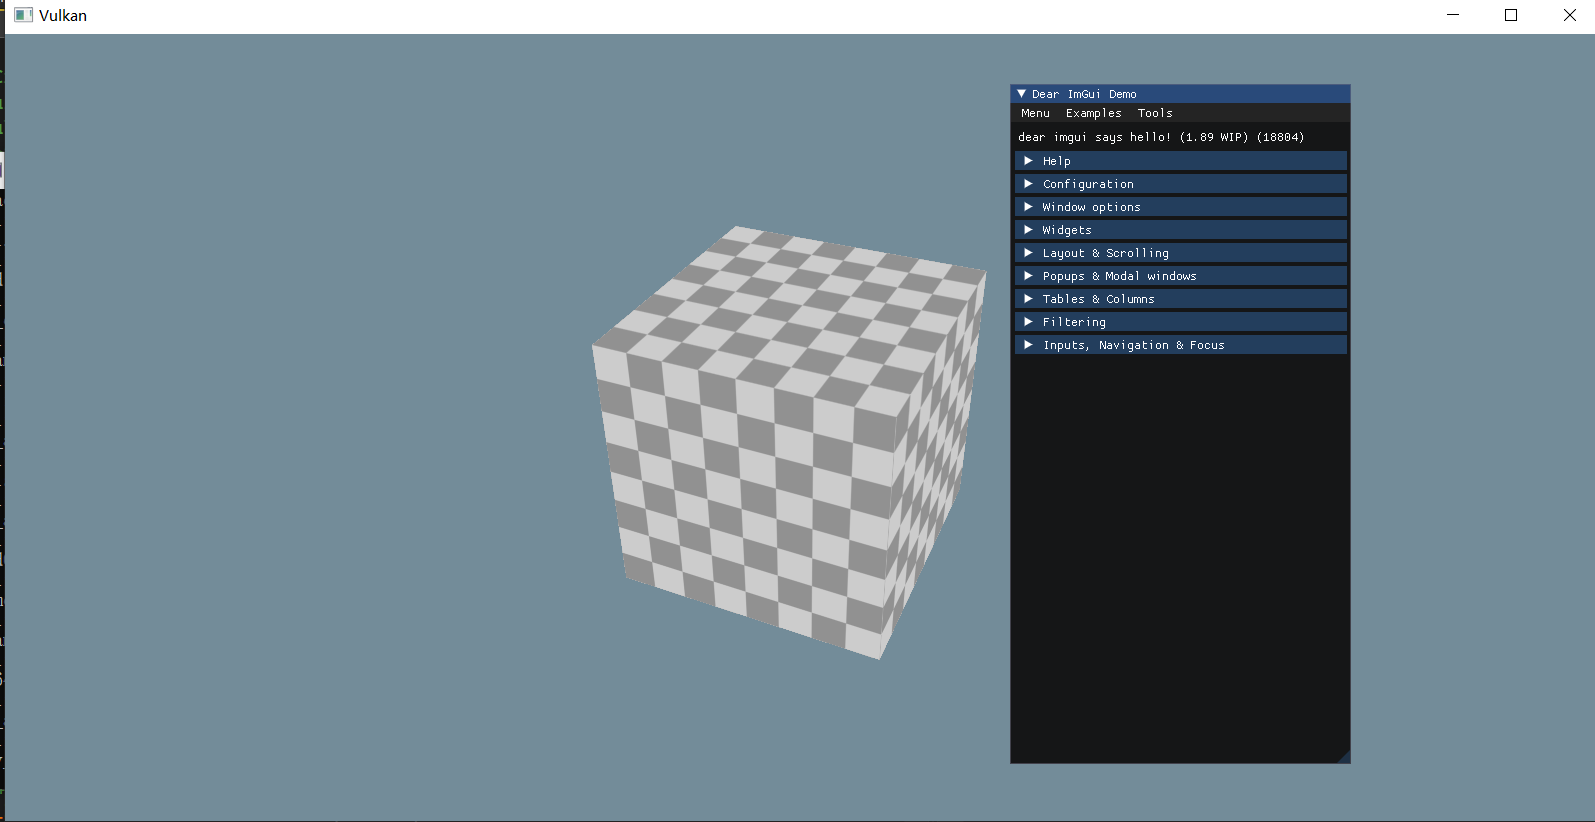 Vulkan
Dear ImGui Demo
Menu Examples Tools
dear imgui says hello! (1.89 WIP) (18804)
Help
Configuration
Window options
Widgets
Layout & Scrolling
Popups & Modal windows
Tables & Columns
Filtering
Inputs, Navigation & Focus